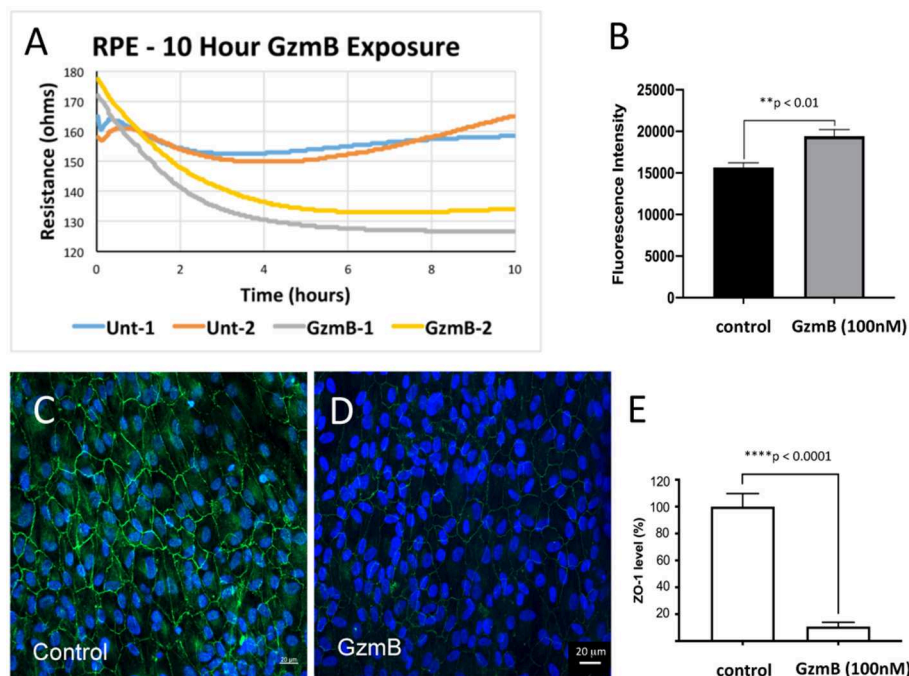 A
RPE - 10 Hour GzmB Exposure
Resistance (ohms)
180
170
160
150
140
130
120
0 2 4 6 8 10
Time (hours)
Unt-1 Unt-2 GzmB-1 GzmB-2
B
**p < 0.01
Fluorescence Intensity
25000
20000
15000
10000
5000
0
control GzmB (100nM)
C
Control
20 µm
D
GzmB
20 µm
E
****p < 0.0001
ZO-1 level (%)
120
100
80
60
40
20
control GzmB (100nM)